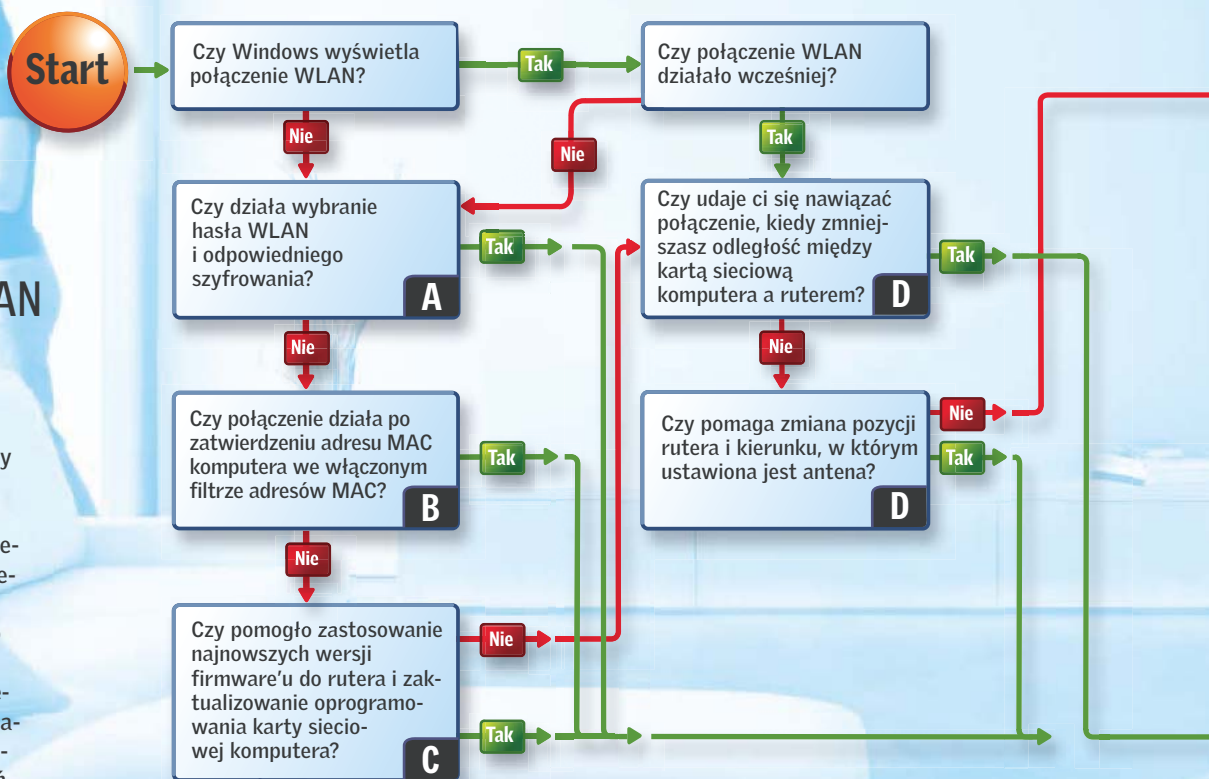 Start
Czy Windows wyświetla
połączenie WLAN?
Tak
Czy połączenie WLAN
działało wcześniej?
Nie
Nie
Tak
Czy działa wybranie
hasła WLAN
i odpowiedniego
szyfrowania?
A
Tak
Czy udaje ci się nawiązać
połączenie, kiedy zmniej-
szasz odległość między
kartą sieciową
komputera a ruterem?
D
Tak
AN
Nie
Nie
Czy połączenie działa po
zatwierdzeniu adresu MAC
komputera we włączonym
filtrze adresów MAC?
B
Tak
Czy pomaga zmiana pozycji
rutera i kierunku, w którym
ustawiona jest antena?
D
Nie
Tak
y
e-
e-
Nie
Czy pomogło zastosowanie
najnowszych wersji
firmware'u do rutera i zak-
tualizowanie oprogramo-
wania karty siecio-
wej komputera?
C
Nie
Tak
e-
a-
-